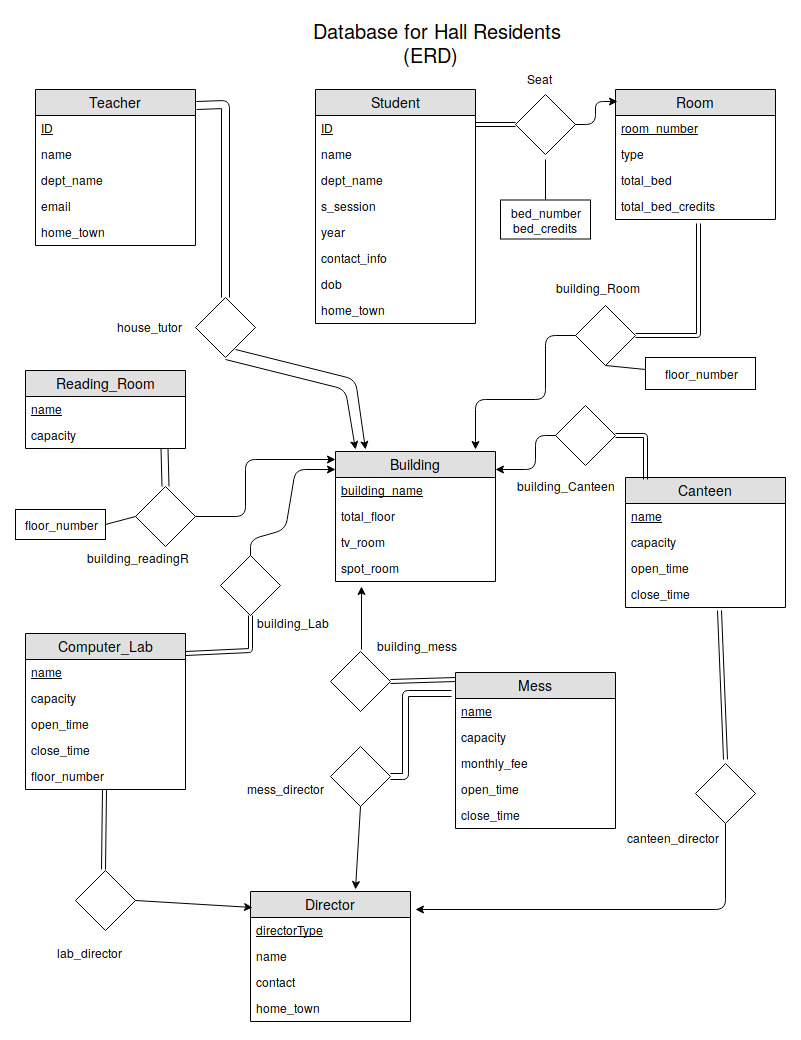 Database for Hall Residents
(ERD)
Teacher
ID
name
dept_name
email
home_town
Student
ID
name
dept_name
s_session
year
contact_info
dob
home_town
Seat
bed_number
bed_credits
Room
room_number
type
total_bed
total_bed_credits
building_Room
floor_number
house_tutor
Reading_Room
name
capacity
floor_number
building_readingR
Building
building_name
total_floor
tv_room
spot_room
building_Canteen
Canteen
name
capacity
open_time
close_time
building_Lab
Computer_Lab
name
capacity
open_time
close_time
floor_number
building_mess
Mess
name
capacity
monthly_fee
open_time
close_time
mess_director
canteen_director
lab_director
Director
directorType
name
contact
home_town